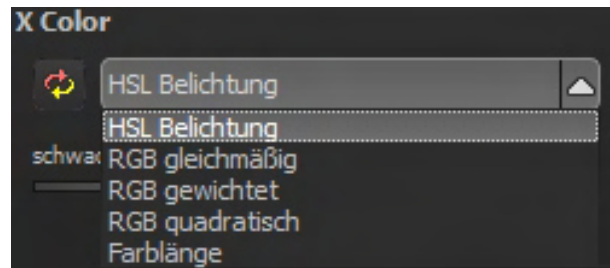 X Color
HSL Belichtung
HSL Belichtung
RGB gleichmäßig
RGB gewichtet
RGB quadratisch
Farblänge